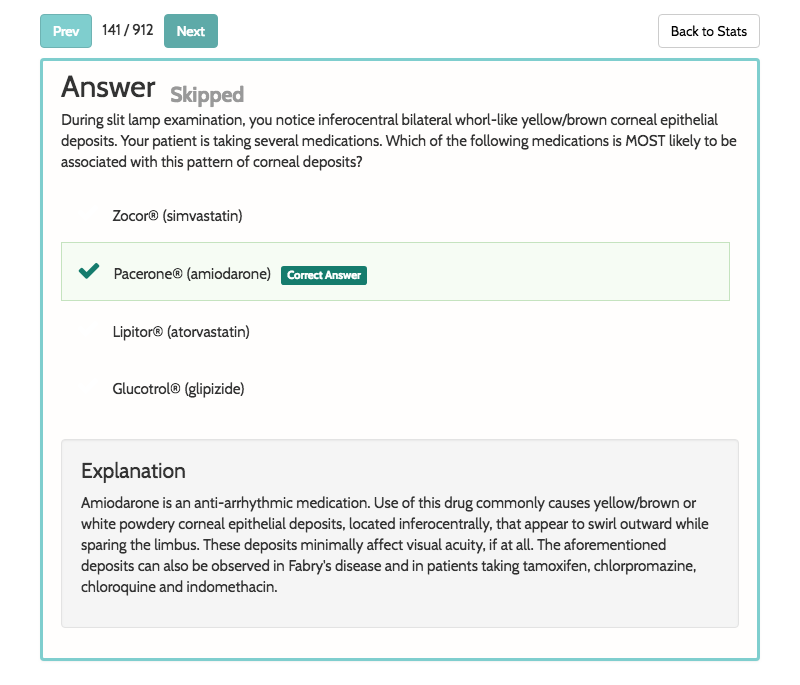 Prev 141 / 912 Next Back to Stats
Answer Skipped
During slit lamp examination, you notice inferocentral bilateral whorl-like yellow/brown corneal epithelial
deposits. Your patient is taking several medications. Which of the following medications is MOST likely to be
associated with this pattern of corneal deposits?
Zocor® (simvastatin)
Pacerone® (amiodarone) Correct Answer
Lipitor® (atorvastatin)
Glucotrol® (glipizide)
Explanation
Amiodarone is an anti-arrhythmic medication. Use of this drug commonly causes yellow/brown or
white powdery corneal epithelial deposits, located inferocentrally, that appear to swirl outward while
sparing the limbus. These deposits minimally affect visual acuity, if at all. The aforementioned
deposits can also be observed in Fabry's disease and in patients taking tamoxifen, chlorpromazine,
chloroquine and indomethacin.